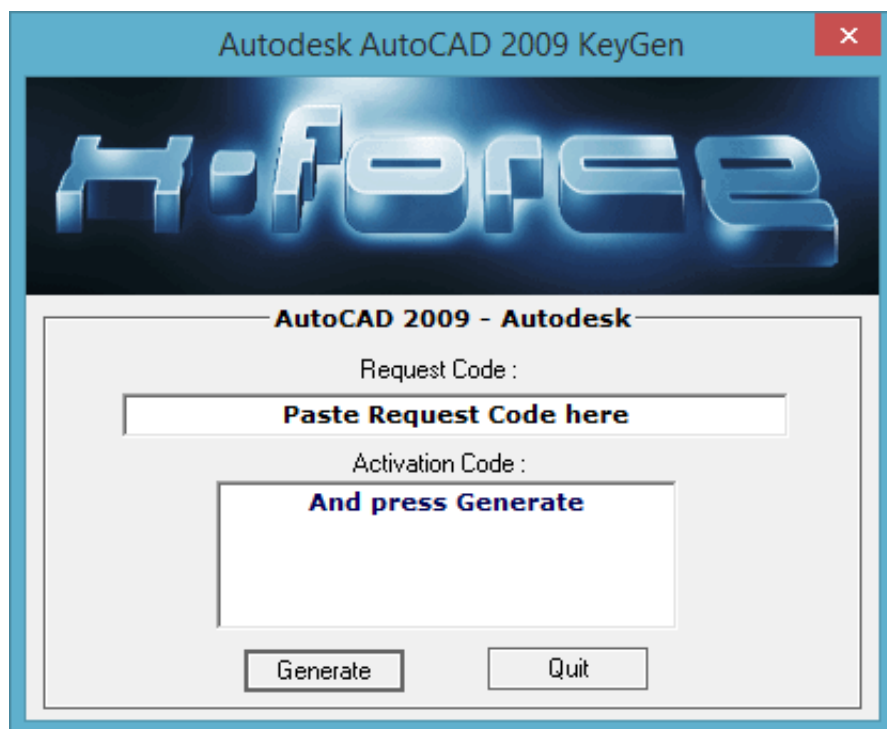 Autodesk AutoCAD 2009 KeyGen
x-force
AutoCAD 2009 - Autodesk
Request Code :
Paste Request Code here
Activation Code :
And press Generate
Generate Quit